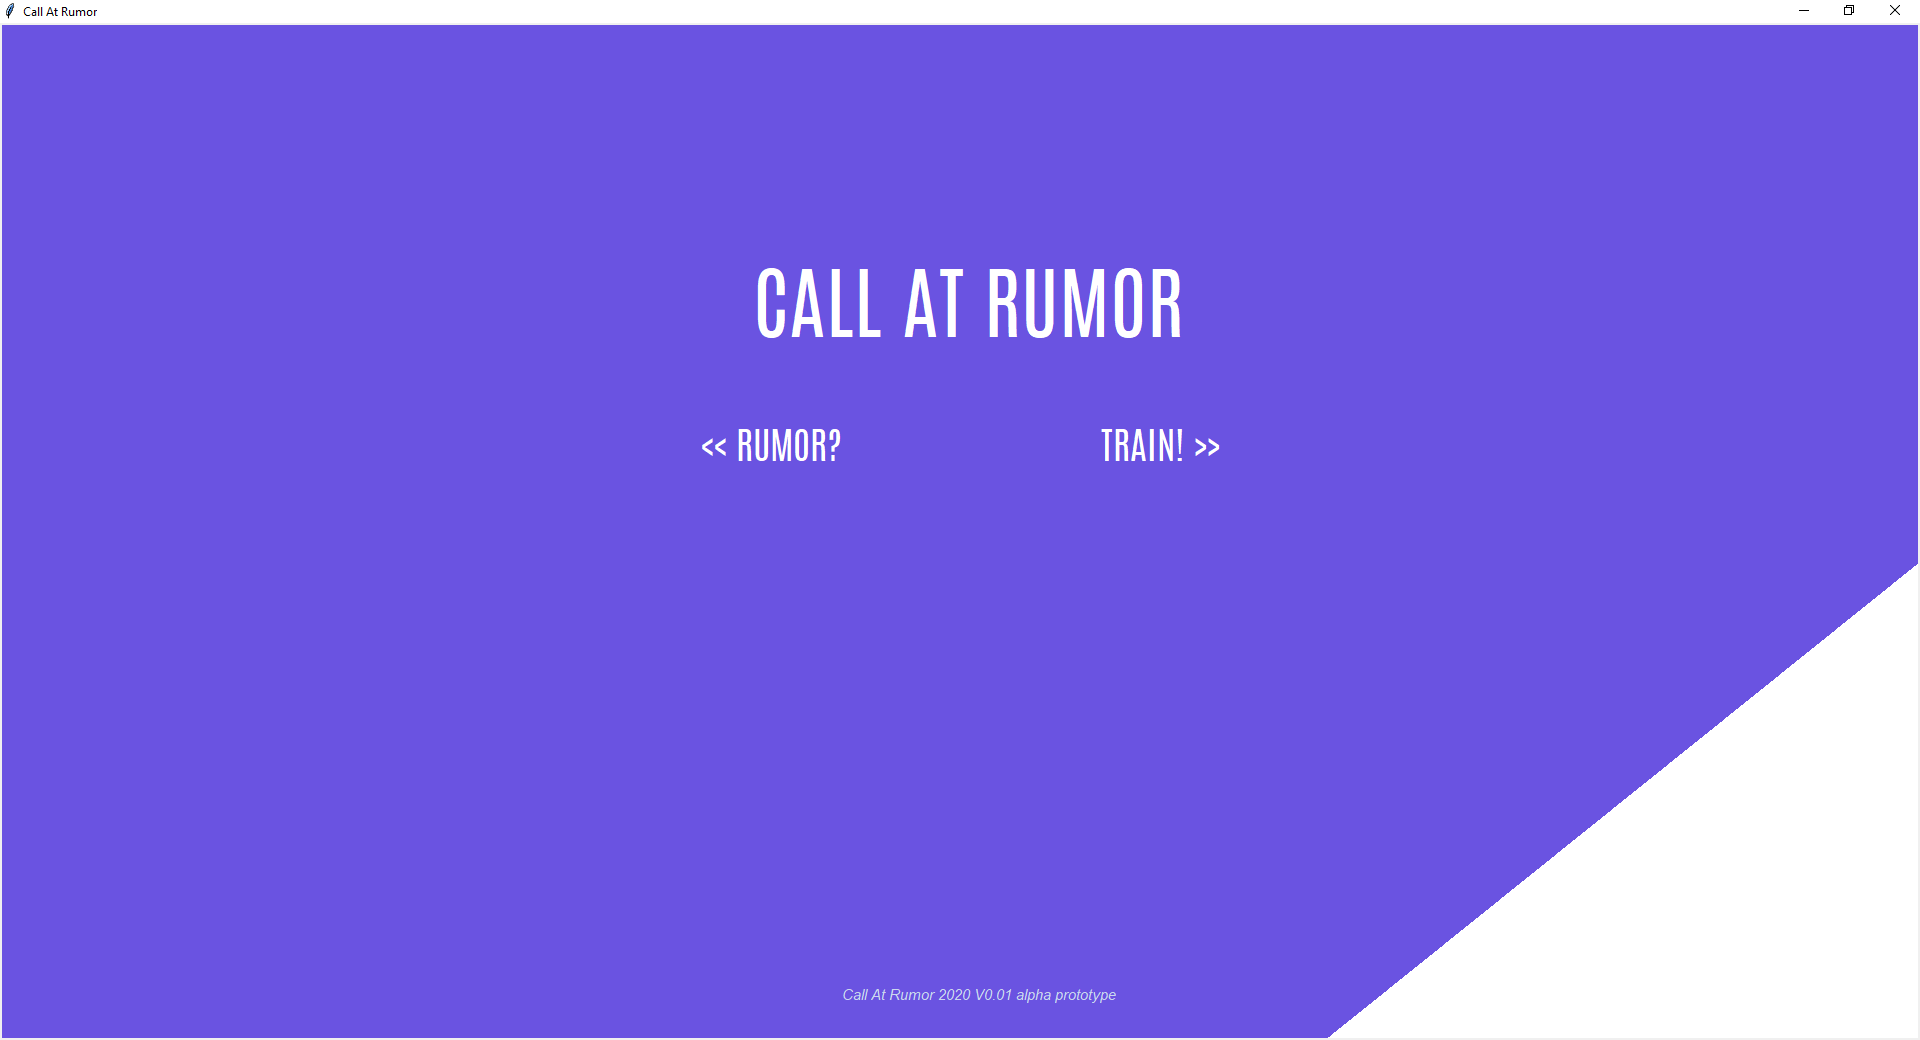 Call At Rumor
CALL AT RUMOR
<< RUMOR?
TRAIN! >>
Call At Rumor 2020 V0.01 alpha prototype